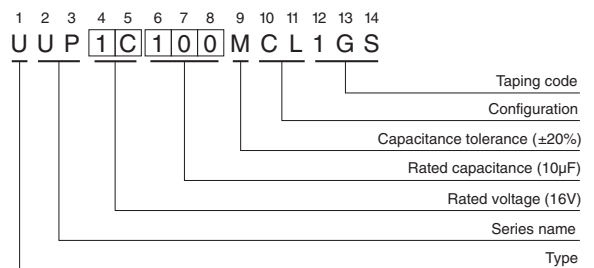 1 2 3 4 5 6 7 8 9 10 11 12 13 14
U U P 1 C 1 0 0 M C L 1 G S
Taping code
Configuration
Capacitance tolerance (±20%)
Rated capacitance (10µF)
Rated voltage (16V)
Series name
Type